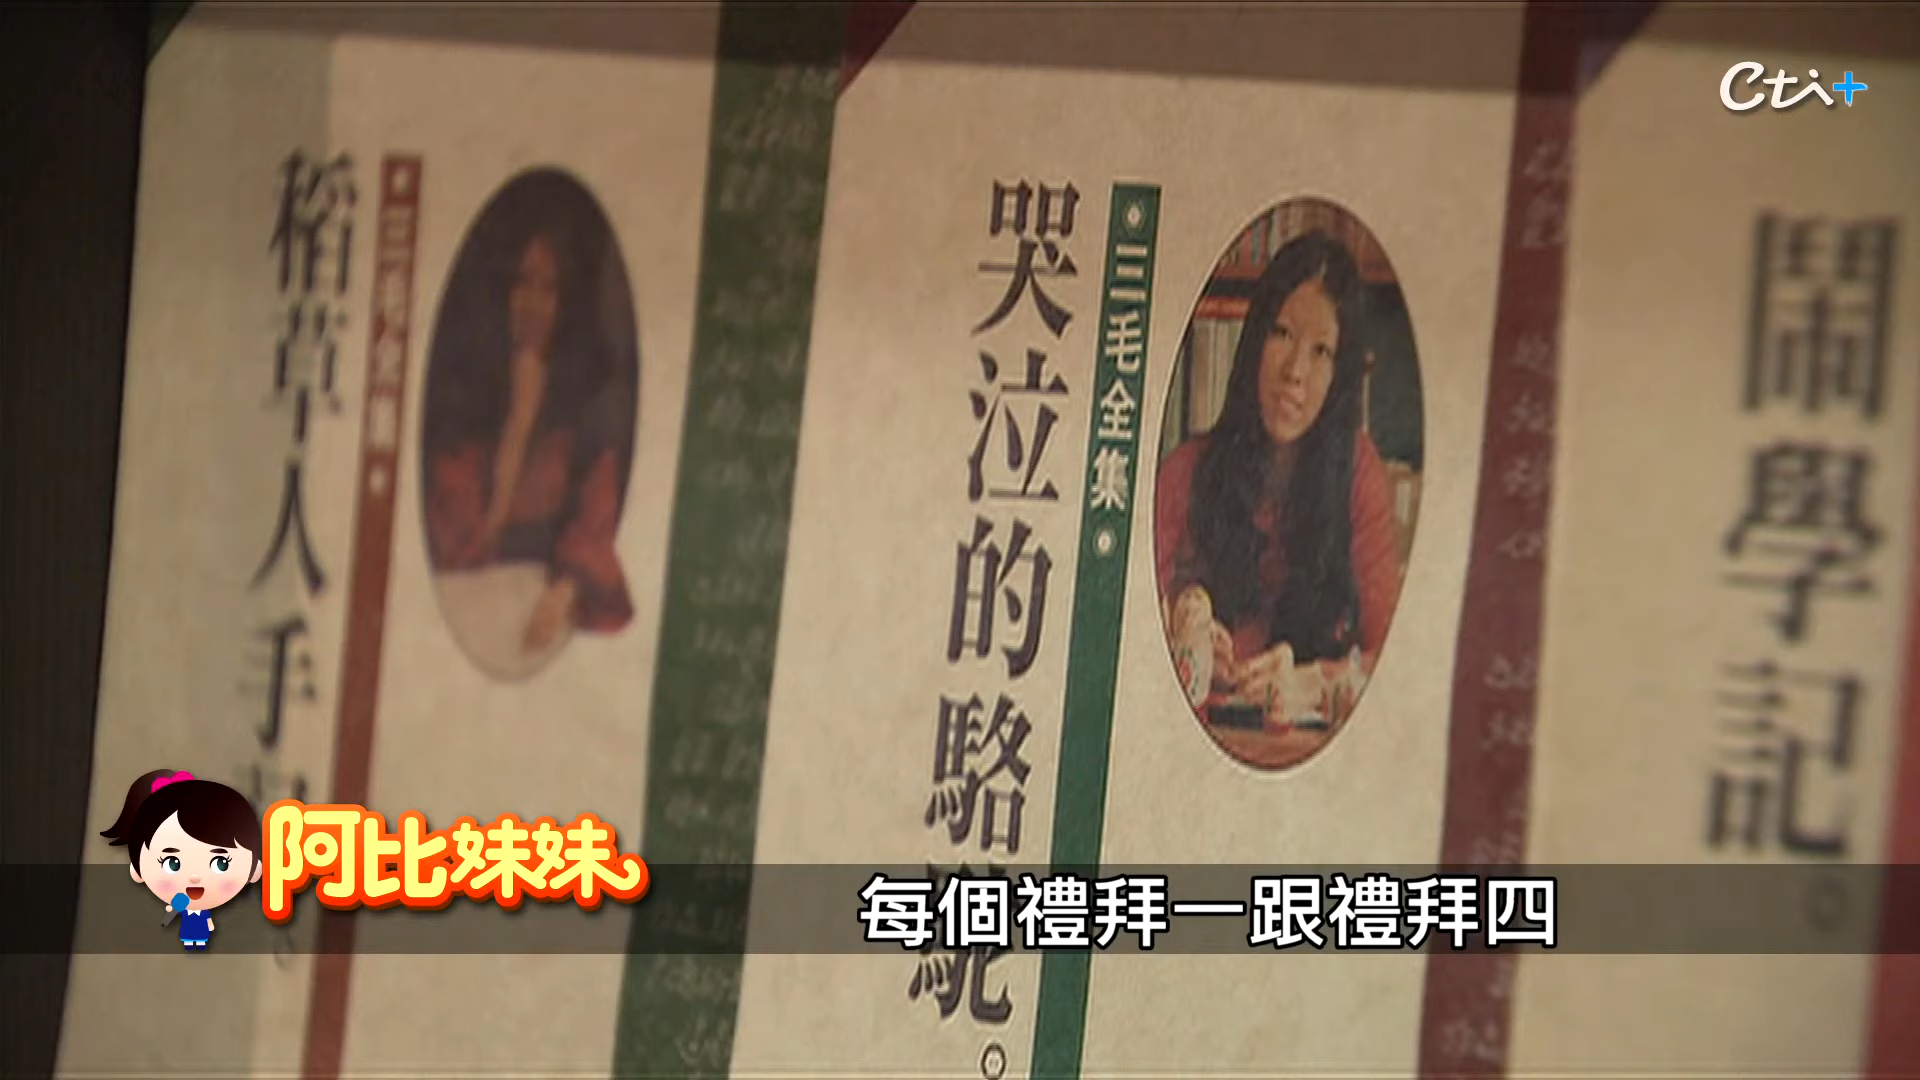 Cti+
稻草人手記
三毛全集
哭泣的駱駝。
三毛全集
鬧學記。
阿比妹妹
每個禮拜一跟禮拜四